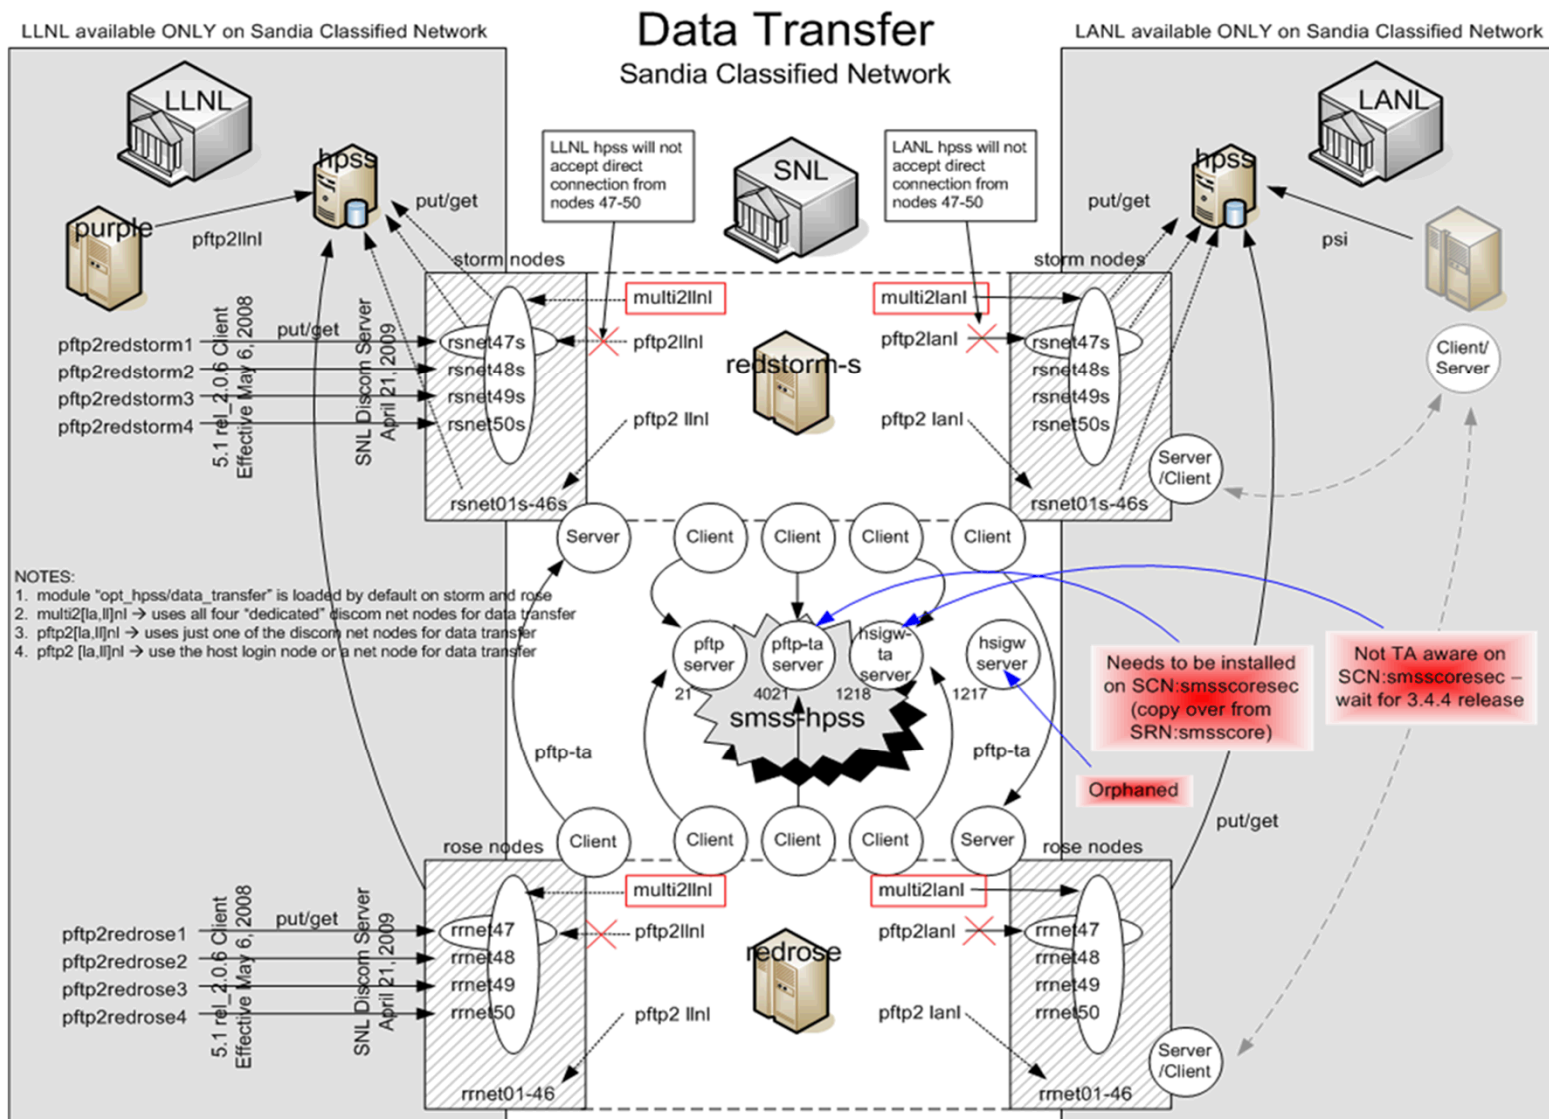 Data Transfer
Sandia Classified Network
LLNL available ONLY on Sandia Classified Network
LANL available ONLY on Sandia Classified Network
LLNL
hpss
purple
pftp2llnl
put/get
LLNL hpss will not
accept direct
connection from
nodes 47-50
SNL
LANL hpss will not
accept direct
connection from
nodes 47-50
LANL
hpss
put/get
psi
storm nodes
storm nodes
multi2llnl
multi2lanl
pftp2redstorm1
pftp2redstorm2
pftp2redstorm3
pftp2redstorm4
5.1 rel_2.0.6 Client
Effective May 6, 2008
put/get
SNL Discom Server
April 21, 2009
rsnet47s
rsnet48s
rsnet49s
rsnet50s
pftp2llnl
redstorm-s
pftp2lanl
rsnet47s
rsnet48s
rsnet49s
rsnet50s
Client/
Server
pftp2 llnl
pftp2 lanl
Server
/Client
rsnet01s-46s
rsnet01s-46s
Server
Client
Client
Client
Client
NOTES:
1. module “opt_hpss/data_transfer” is loaded by default on storm and rose
2. multi2[la,ll]nl → uses all four “dedicated” discom net nodes for data transfer
3. pftp2[la,ll]nl → uses just one of the discom net nodes for data transfer
4. pftp2 [la,ll]nl → use the host login node or a net node for data transfer
pftp
server
pftp-ta
server
hsigw-
ta server
hsigw
server
21
4021
1218
1217
smss-hpss
Needs to be installed
on SCN:smsscoresec
(copy over from
SRN:smsscore)
Not TA aware on
SCN:smsscoresec –
wait for 3.4.4 release
pftp-ta
pftp-ta
Orphaned
put/get
Client
Client
Client
Client
Server
rose nodes
rose nodes
multi2llnl
multi2lanl
pftp2redrose1
pftp2redrose2
pftp2redrose3
pftp2redrose4
5.1 rel_2.0.6 Client
Effective May 6, 2008
put/get
SNL Discom Server
April 21, 2009
rrnet47
rrnet48
rrnet49
rrnet50
pftp2llnl
redrose
pftp2lanl
rrnet47
rrnet48
rrnet49
rrnet50
pftp2 llnl
pftp2 lanl
Server
/Client
rrnet01-46
rrnet01-46